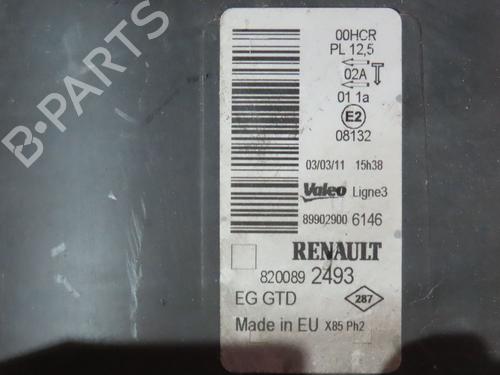 B-PARTS
00HCR
PL 12,5
02A
01 1a
E2
08132
03/03/11 15h38
Valeo Ligne3
89902900 6146
RENAULT
820089 2493
EG GTD 287
Made in EU X85 Ph2